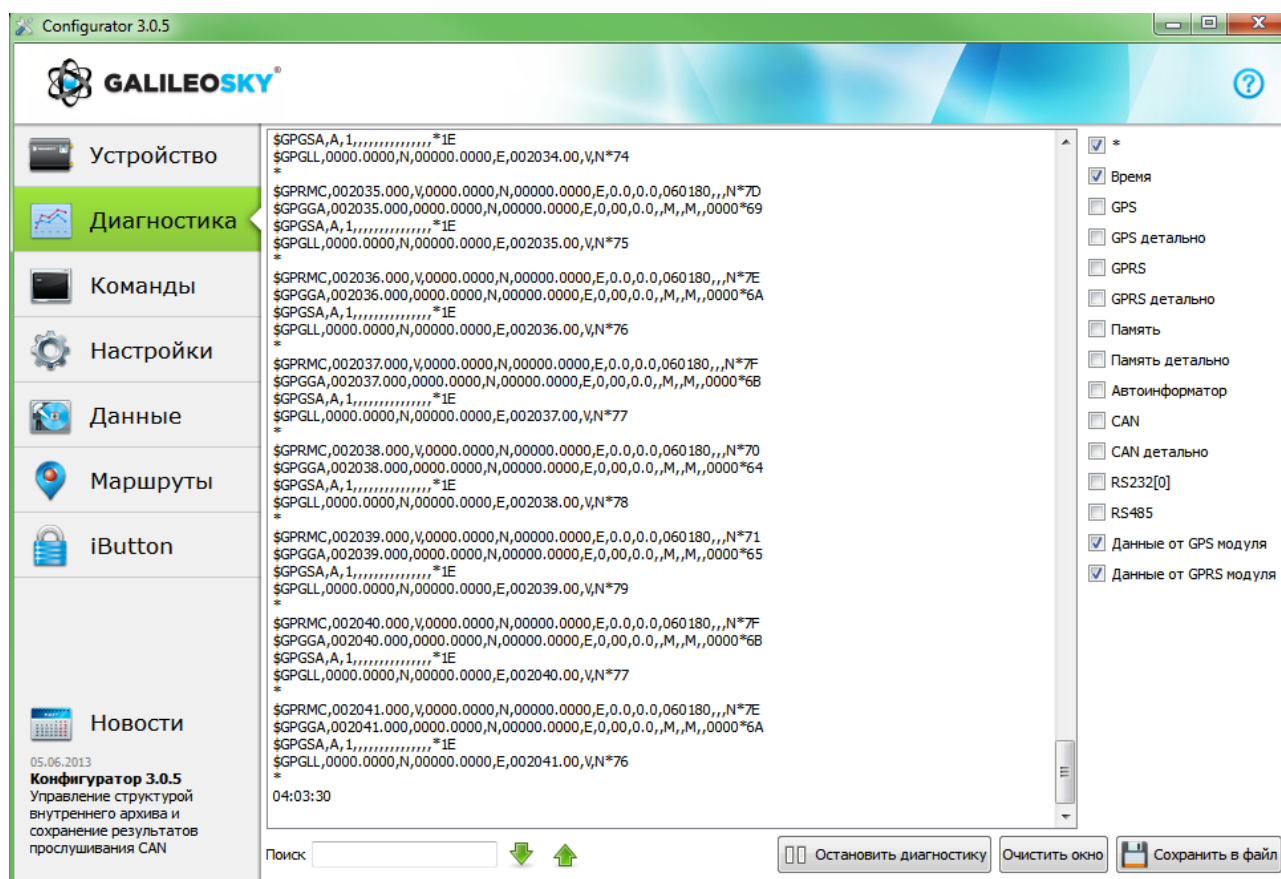 Configurator 3.0.5
GALILEOSKY®
?
Устройство
Диагностика
Команды
Настройки
Данные
Маршруты
iButton
Новости
05.06.2013
Конфигуратор 3.0.5
Управление структурой
внутреннего архива и
сохранение результатов
прослушивания CAN
$GPGSA,A,1,,,,,,,,,,,,,,,*1E
$GPGLL,0000.0000,N,00000.0000,E,002034.00,V,N*74
*
$GPRMC,002035.000,V,0000.0000,N,00000.0000,E,0.0,0.0,060180,,,N*7D
$GPGGA,002035.000,0000.0000,N,00000.0000,E,0,00,0.0,,M,,M,,0000*69
$GPGSA,A,1,,,,,,,,,,,,,,,*1E
$GPGLL,0000.0000,N,00000.0000,E,002035.00,V,N*75
*
$GPRMC,002036.000,V,0000.0000,N,00000.0000,E,0.0,0.0,060180,,,N*7E
$GPGGA,002036.000,0000.0000,N,00000.0000,E,0,00,0.0,,M,,M,,0000*6A
$GPGSA,A,1,,,,,,,,,,,,,,,*1E
$GPGLL,0000.0000,N,00000.0000,E,002036.00,V,N*76
*
$GPRMC,002037.000,V,0000.0000,N,00000.0000,E,0.0,0.0,060180,,,N*7F
$GPGGA,002037.000,0000.0000,N,00000.0000,E,0,00,0.0,,M,,M,,0000*6B
$GPGSA,A,1,,,,,,,,,,,,,,,*1E
$GPGLL,0000.0000,N,00000.0000,E,002037.00,V,N*77
*
$GPRMC,002038.000,V,0000.0000,N,00000.0000,E,0.0,0.0,060180,,,N*70
$GPGGA,002038.000,0000.0000,N,00000.0000,E,0,00,0.0,,M,,M,,0000*64
$GPGSA,A,1,,,,,,,,,,,,,,,*1E
$GPGLL,0000.0000,N,00000.0000,E,002038.00,V,N*78
*
$GPRMC,002039.000,V,0000.0000,N,00000.0000,E,0.0,0.0,060180,,,N*71
$GPGGA,002039.000,0000.0000,N,00000.0000,E,0,00,0.0,,M,,M,,0000*65
$GPGSA,A,1,,,,,,,,,,,,,,,*1E
$GPGLL,0000.0000,N,00000.0000,E,002039.00,V,N*79
*
$GPRMC,002040.000,V,0000.0000,N,00000.0000,E,0.0,0.0,060180,,,N*7F
$GPGGA,002040.000,0000.0000,N,00000.0000,E,0,00,0.0,,M,,M,,0000*6B
$GPGSA,A,1,,,,,,,,,,,,,,,*1E
$GPGLL,0000.0000,N,00000.0000,E,002040.00,V,N*77
*
$GPRMC,002041.000,V,0000.0000,N,00000.0000,E,0.0,0.0,060180,,,N*7E
$GPGGA,002041.000,0000.0000,N,00000.0000,E,0,00,0.0,,M,,M,,0000*6A
$GPGSA,A,1,,,,,,,,,,,,,,,*1E
$GPGLL,0000.0000,N,00000.0000,E,002041.00,V,N*76
*
04:03:30
*
Время
GPS
GPS детально
GPRS
GPRS детально
Память
Память детально
Автоинформатор
CAN
CAN детально
RS232[0]
RS485
Данные от GPS модуля
Данные от GPRS модуля
Поиск
Остановить диагностику
Очистить окно
Сохранить в файл